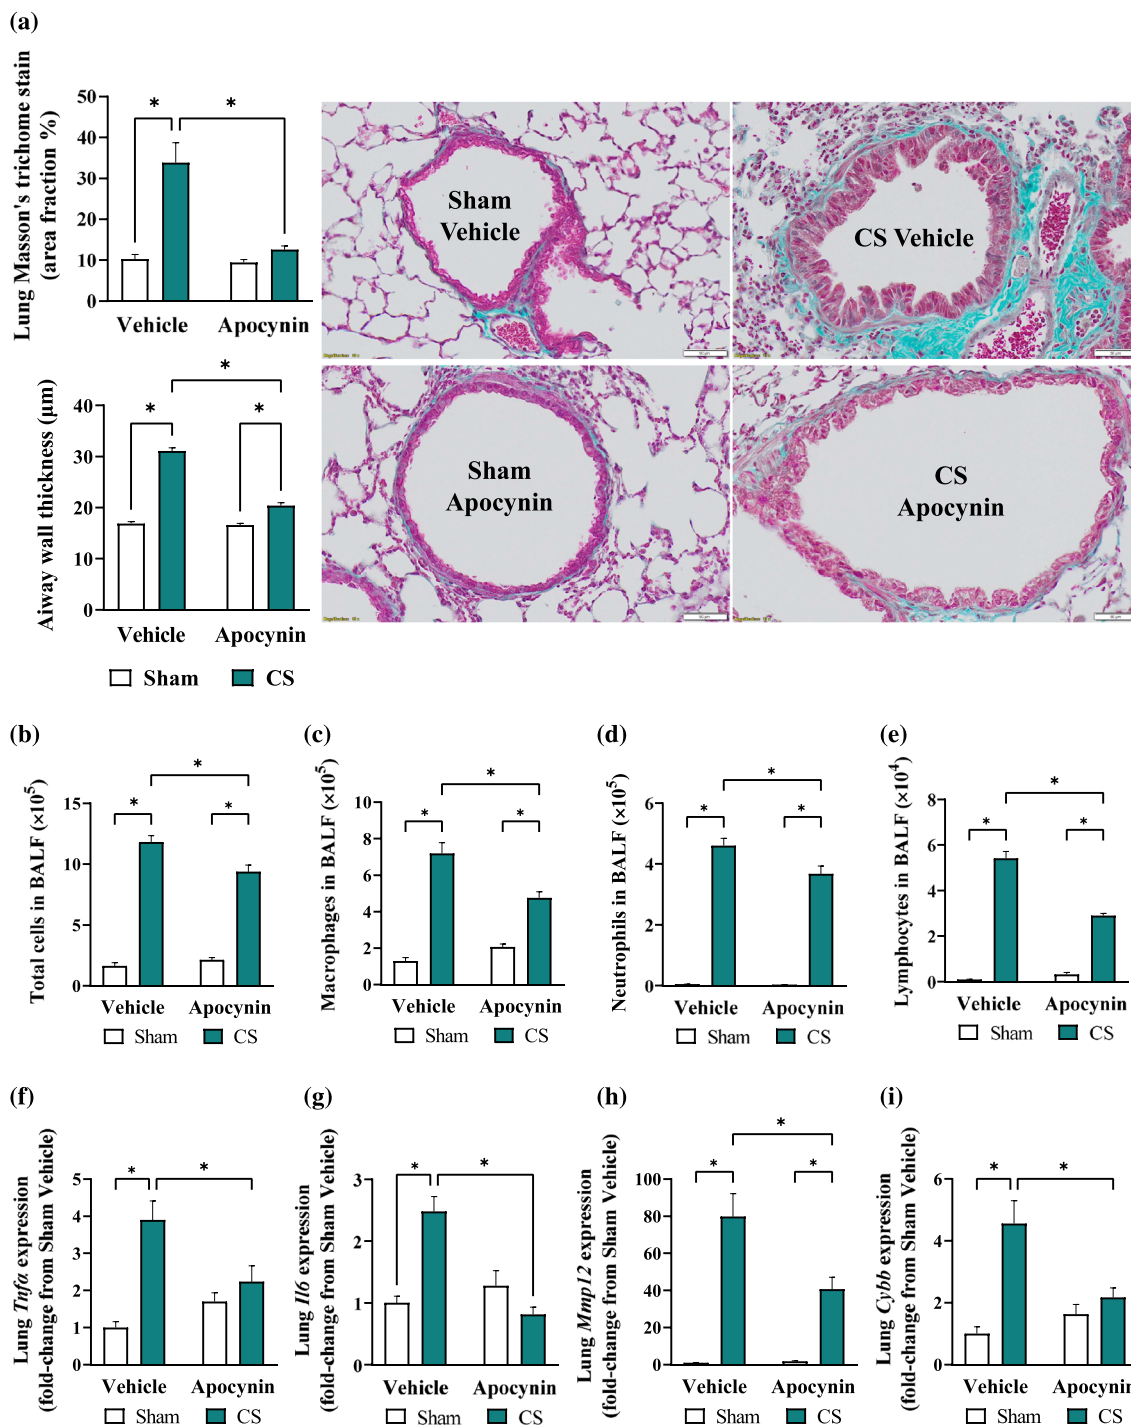 (a)
Lung Masson's trichome stain
(area fraction %)
50
40
30
20
10
0
*
*
Vehicle
Apocynin
Sham
Vehicle
CS Vehicle
Sham
Apocynin
CS
Apocynin
Aiway wall thickness (μm)
40
30
20
10
0
*
*
*
Vehicle
Apocynin
Sham
CS
(b)
Total cells in BALF (×10⁵)
15
10
5
0
*
*
*
Vehicle
Apocynin
Sham
CS
(c)
Macrophages in BALF (×10⁵)
10
8
6
4
2
0
*
*
*
Vehicle
Apocynin
Sham
CS
(d)
Neutrophils in BALF (×10⁵)
6
4
2
0
*
*
*
Vehicle
Apocynin
Sham
CS
(e)
Lymphocytes in BALF (×10⁴)
8
6
4
2
0
*
*
*
Vehicle
Apocynin
Sham
CS
(f)
Lung Tnfα expression
(fold-change from Sham Vehicle)
5
4
3
2
1
0
*
*
Vehicle
Apocynin
Sham
CS
(g)
Lung Il6 expression
(fold-change from Sham Vehicle)
3
2
1
0
*
*
Vehicle
Apocynin
Sham
CS
(h)
Lung Mmp12 expression
(fold-change from Sham Vehicle)
100
80
60
40
20
0
*
*
*
Vehicle
Apocynin
Sham
CS
(i)
Lung Cybb expression
(fold-change from Sham Vehicle)
6
4
2
0
*
*
Vehicle
Apocynin
Sham
CS